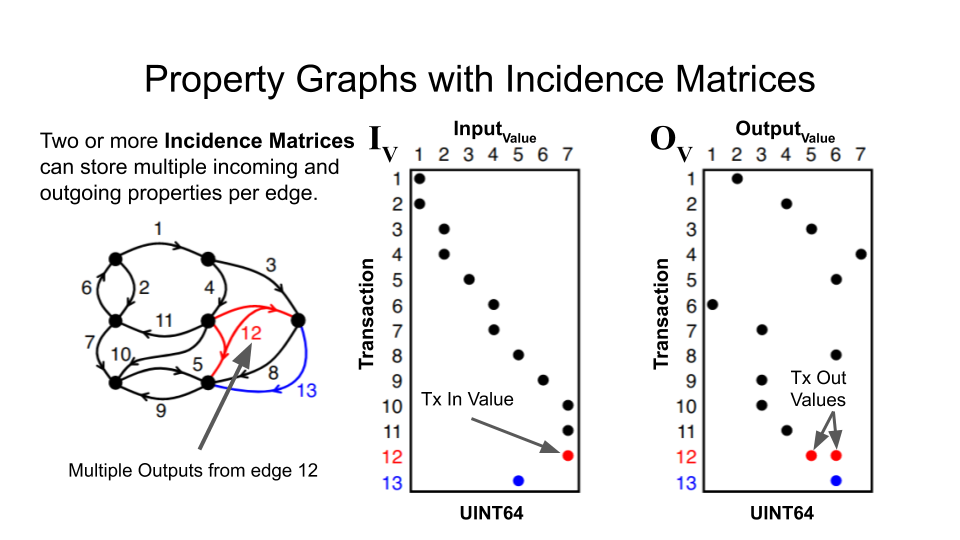 Property Graphs with Incidence Matrices
Two or more Incidence Matrices
can store multiple incoming and
outgoing properties per edge.
1
3
6
2
4
11
12
7
10
5
8
13
9
Multiple Outputs from edge 12
IV
InputValue
1 2 3 4 5 6 7
Transaction
1
2
3
4
5
6
7
8
9
10
11
12
13
Tx In Value
UINT64
OV
OutputValue
1 2 3 4 5 6 7
Transaction
1
2
3
4
5
6
7
8
9
10
11
12
13
Tx Out
Values
UINT64